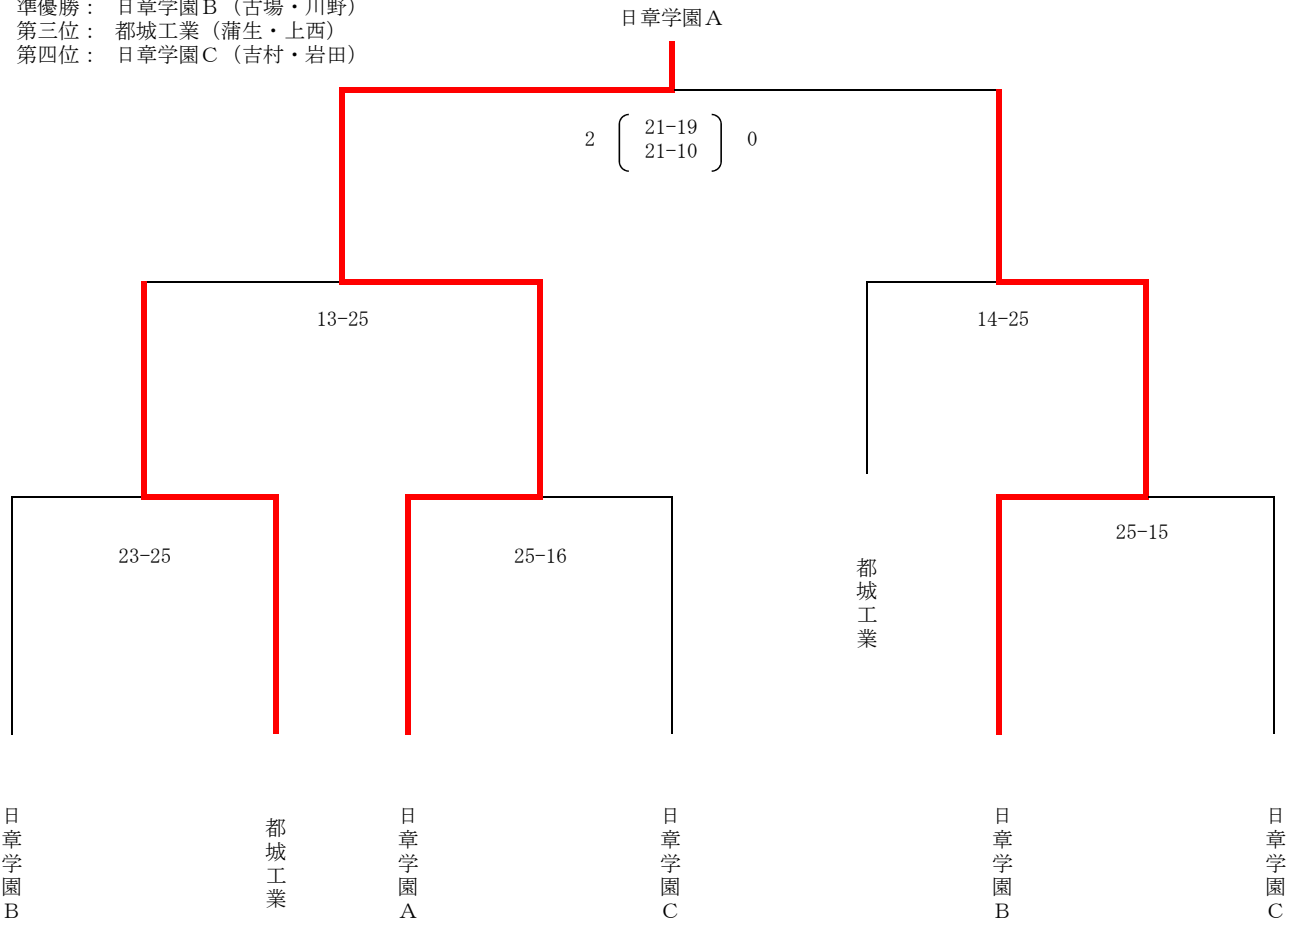 準優勝： 日章学園Ｂ（古場・川野）
第三位： 都城工業（蒲生・上西）
第四位： 日章学園Ｃ（吉村・岩田）
日章学園Ａ
2 21-19 0
21-10
13-25
14-25
23-25
25-16
25-15
都城工業
日章学園Ｂ
都城工業
日章学園Ａ
日章学園Ｃ
日章学園Ｂ
日章学園Ｃ